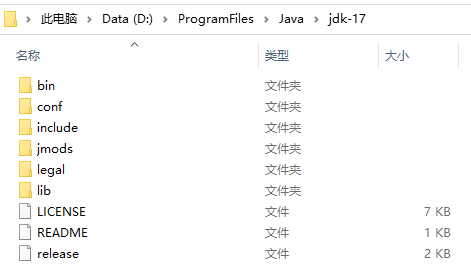 此电脑 > Data (D:) > ProgramFiles > Java > jdk-17
名称 类型 大小
bin 文件夹
conf 文件夹
include 文件夹
jmods 文件夹
legal 文件夹
lib 文件夹
LICENSE 文件 7 KB
README 文件 1 KB
release 文件 2 KB